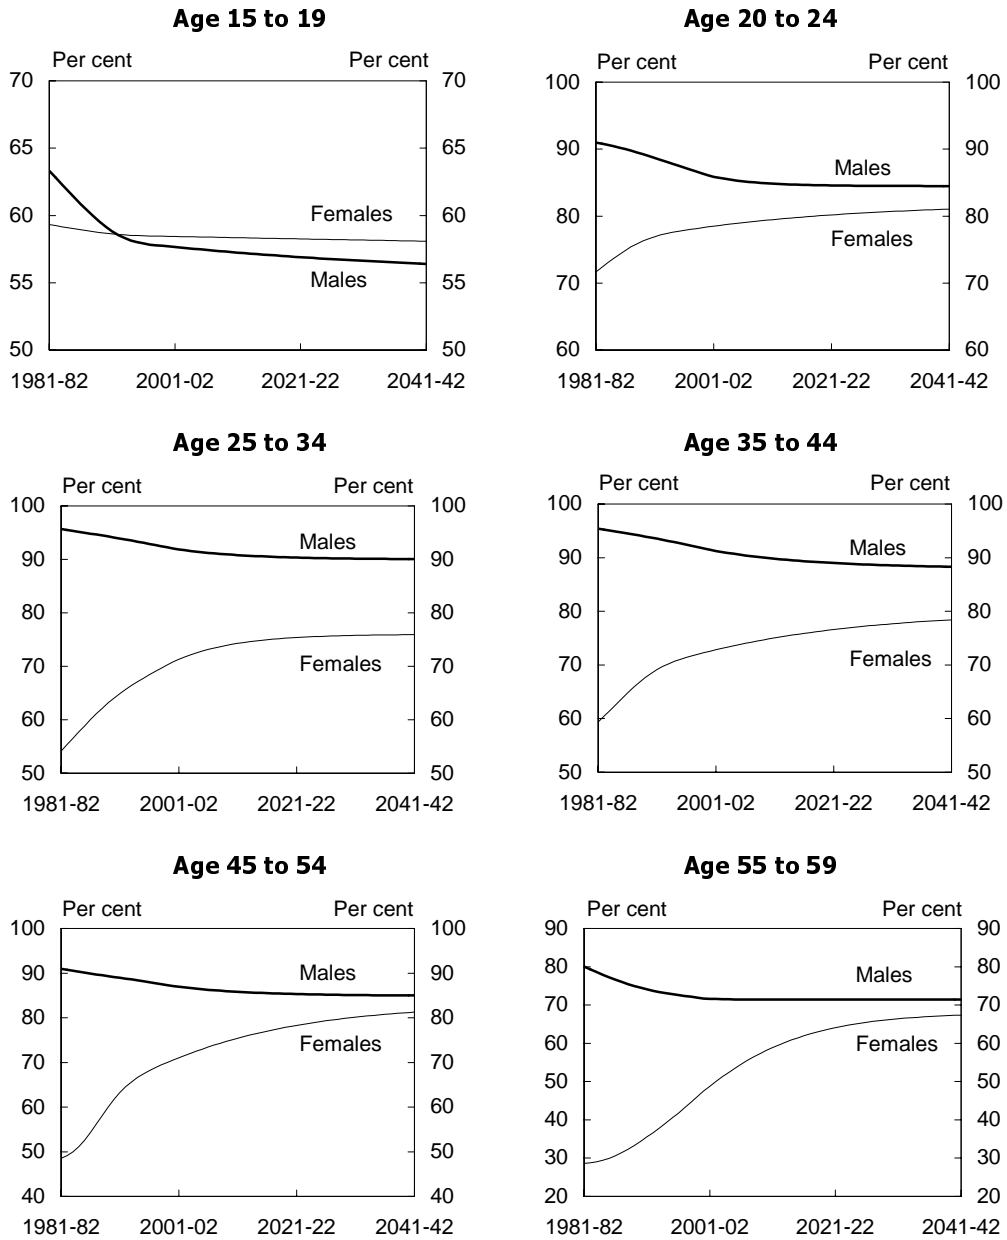 Age 15 to 19
Per cent Per cent
70 70
65 65
Females
60 60
55 55
Males
50 50
1981-82 2001-02 2021-22 2041-42
Age 20 to 24
Per cent Per cent
100 100
90 90
Males
80 80
Females
70 70
60 60
1981-82 2001-02 2021-22 2041-42
Age 25 to 34
Per cent Per cent
100 100
Males
90 90
80 80
70 70
Females
60 60
50 50
1981-82 2001-02 2021-22 2041-42
Age 35 to 44
Per cent Per cent
100 100
Males
90 90
80 80
70 70
Females
60 60
50 50
1981-82 2001-02 2021-22 2041-42
Age 45 to 54
Per cent Per cent
100 100
90 90
Males
80 80
Females
70 70
60 60
50 50
40 40
1981-82 2001-02 2021-22 2041-42
Age 55 to 59
Per cent Per cent
90 90
80 80
Males
70 70
60 60
Females
50 50
40 40
30 30
20 20
1981-82 2001-02 2021-22 2041-42